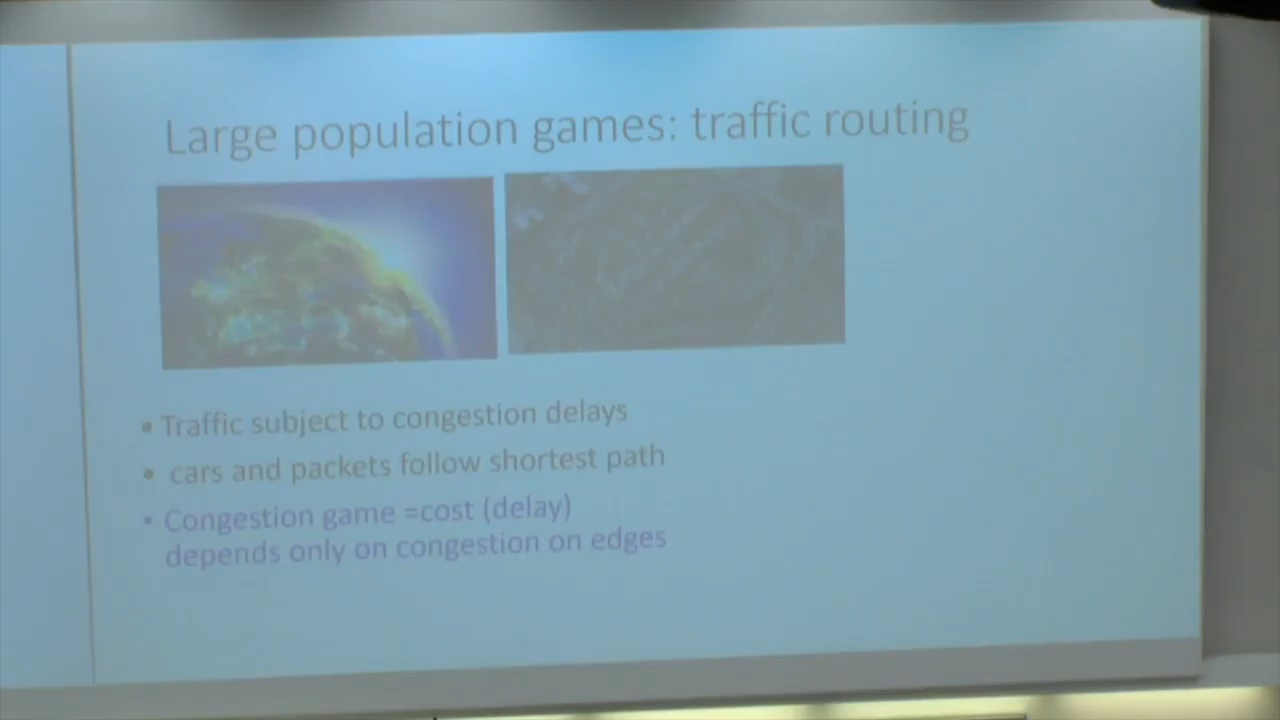 Large population games: traffic routing
• Traffic subject to congestion delays
• cars and packets follow shortest path
• Congestion game =cost (delay)
depends only on congestion on edges